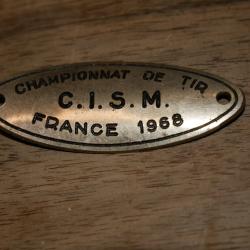 CHAMPIONNAT DE TIR
C.I.S.M.
FRANCE 1968